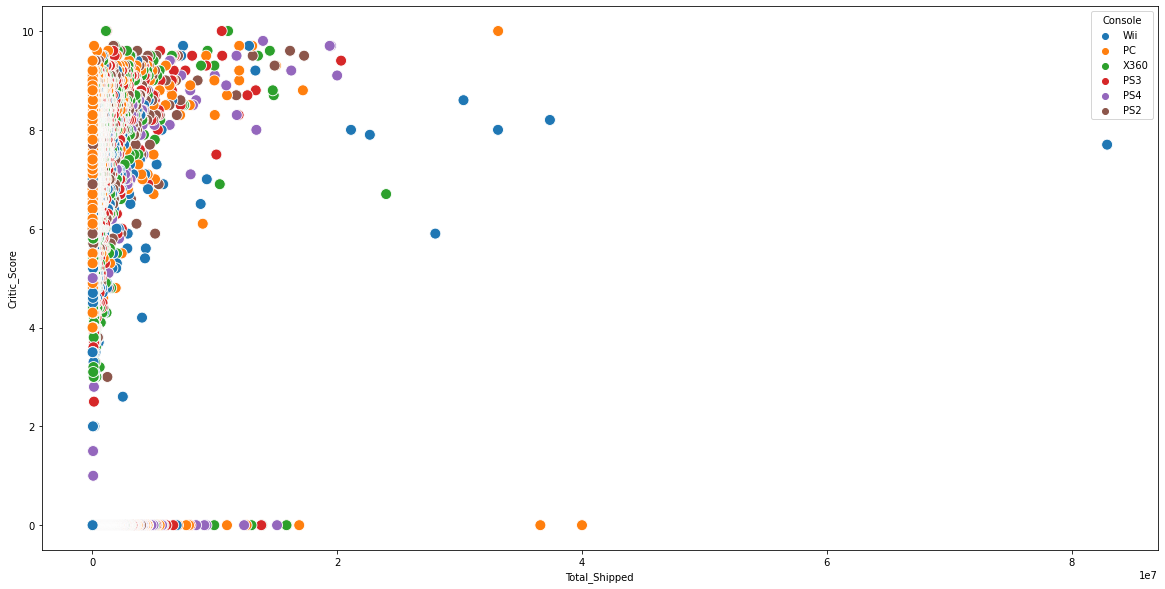 Console
Wii
PC
X360
PS3
PS4
PS2
10
8
6
4
2
0
Critic_Score
0 2 4 6 8
1e7
Total_Shipped